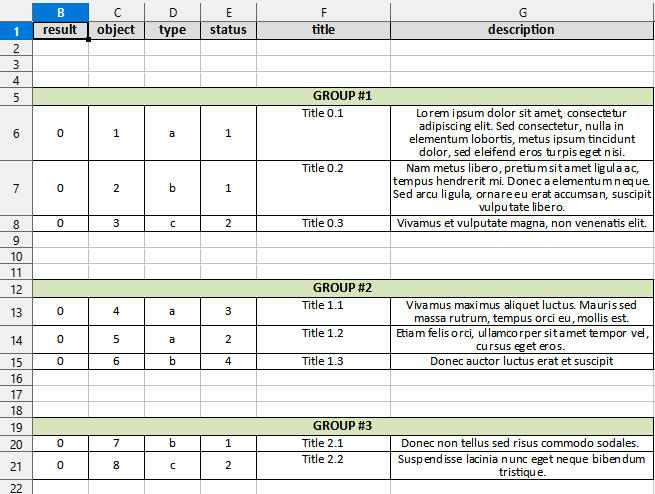 B C D E F G
1 result object type status title description
2
3
4
5 GROUP #1
6 0 1 a 1 Title 0.1 Lorem ipsum dolor sit amet, consectetur
adipiscing elit. Sed consectetur, nulla in
elementum lobortis, metus ipsum tincidunt
dolor, sed eleifend eros turpis eget nisi.
7 0 2 b 1 Title 0.2 Nam metus libero, pretium sit amet ligula ac,
tempus hendrerit mi. Donec a elementum neque.
Sed arcu ligula, ornare eu erat accumsan, suscipit
vulputate libero.
8 0 3 c 2 Title 0.3 Vivamus et vulputate magna, non venenatis elit.
9
10
11
12 GROUP #2
13 0 4 a 3 Title 1.1 Vivamus maximus aliquet luctus. Mauris sed
massa rutrum, tempus orci eu, mollis est.
14 0 5 a 2 Title 1.2 Etiam felis orci, ullamcorper sit amet tempor vel,
cursus eget eros.
15 0 6 b 4 Title 1.3 Donec auctor luctus erat et suscipit
16
17
18
19 GROUP #3
20 0 7 b 1 Title 2.1 Donec non tellus sed risus commodo sodales.
21 0 8 c 2 Title 2.2 Suspendisse lacinia nunc eget neque bibendum
tristique.
22